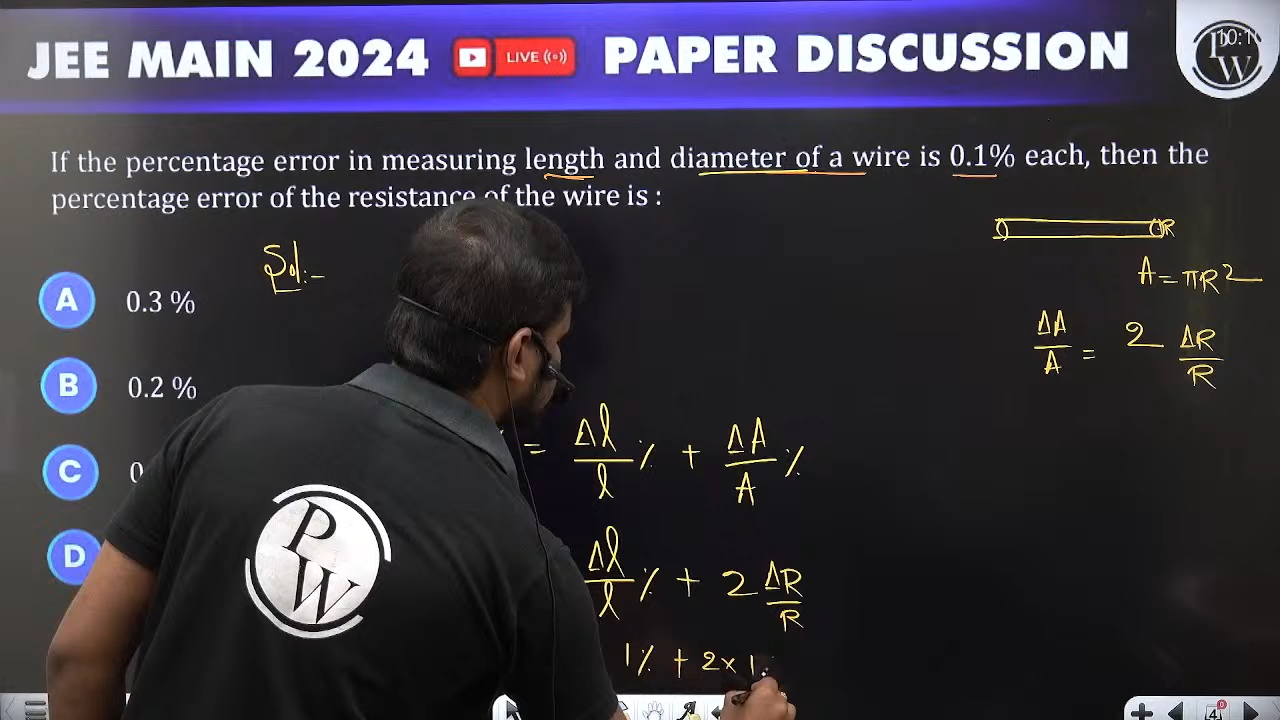 JEE MAIN 2024 LIVE PAPER DISCUSSION
If the percentage error in measuring length and diameter of a wire is 0.1% each, then the
percentage error of the resistance of the wire is :
Sol:-
A 0.3 %
B 0.2 %
C 0
D
R
A = πR²
ΔA/A = 2 ΔR/R
= Δl/l % + ΔA/A %
Δl/l % + 2 ΔR/R
1% + 2 × 1
P
W
4